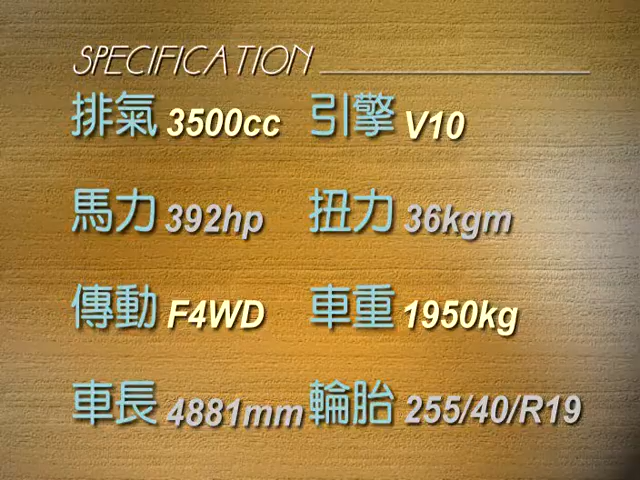 SPECIFICATION
排氣 3500cc 引擎 V10
馬力 392hp 扭力 36kgm
傳動 F4WD 車重 1950kg
車長 4881mm 輪胎 255/40/R19